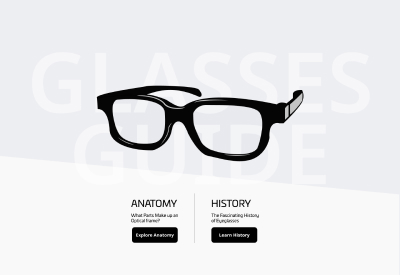 GLASSES
GUIDE
ANATOMY
What Parts Make up an
Optical frame?
Explore Anatomy
HISTORY
The Fascinating History
of Eyeglasses
Learn History